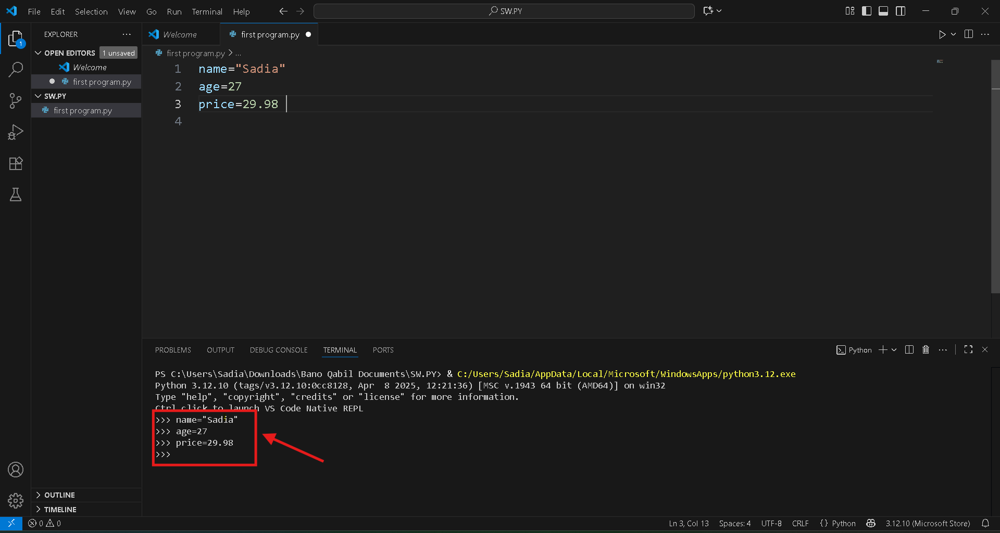 File Edit Selection View Go Run Terminal Help
SW.PY
EXPLORER
1
OPEN EDITORS 1 unsaved
Welcome
first program.py
SW.PY
first program.py
OUTLINE
TIMELINE
Welcome
first program.py
first program.py > ...
1 name="Sadia"
2 age=27
3 price=29.98
4
PROBLEMS OUTPUT DEBUG CONSOLE TERMINAL PORTS
Python
PS C:\Users\Sadia\Downloads\Bano Qabil Documents\SW.PY> & C:/Users/Sadia/AppData/Local/Microsoft/WindowsApps/python3.12.exe
Python 3.12.10 (tags/v3.12.10:0cc8128, Apr  8 2025, 12:21:36) [MSC v.1943 64 bit (AMD64)] on win32
Type "help", "copyright", "credits" or "license" for more information.
Ctrl click to launch VS Code Native REPL
>>> name="Sadia"
>>> age=27
>>> price=29.98
>>>
0 0
Ln 3, Col 13 Spaces: 4 UTF-8 CRLF {} Python 3.12.10 (Microsoft Store)